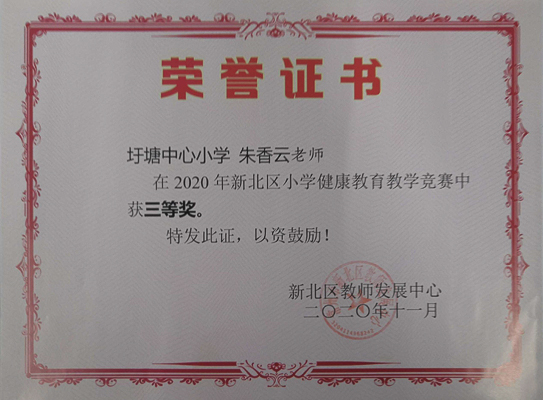 荣誉证书
圩塘中心小学 朱香云老师
在2020年新北区小学健康教育教学竞赛中
获三等奖。
特发此证，以资鼓励！
新北区教师发展中心
二〇二〇年十一月